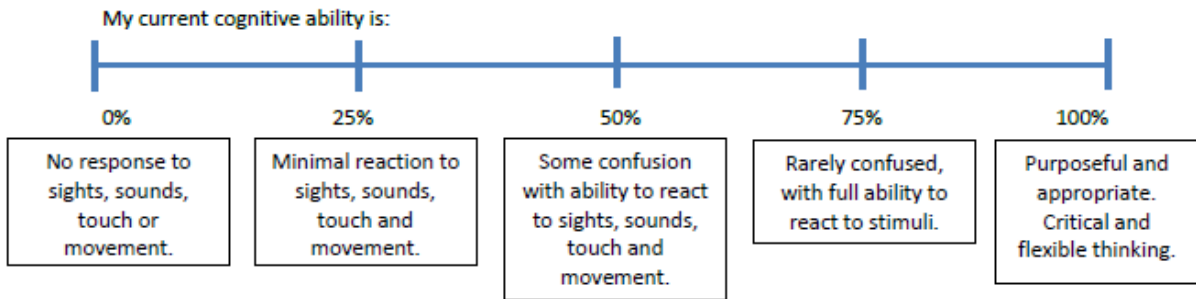 My current cognitive ability is:
0%
25%
50%
75%
100%
No response to
sights, sounds,
touch or
movement.
Minimal reaction to
sights, sounds,
touch and
movement.
Some confusion
with ability to react
to sights, sounds,
touch and
movement.
Rarely confused,
with full ability to
react to stimuli.
Purposeful and
appropriate.
Critical and
flexible thinking.